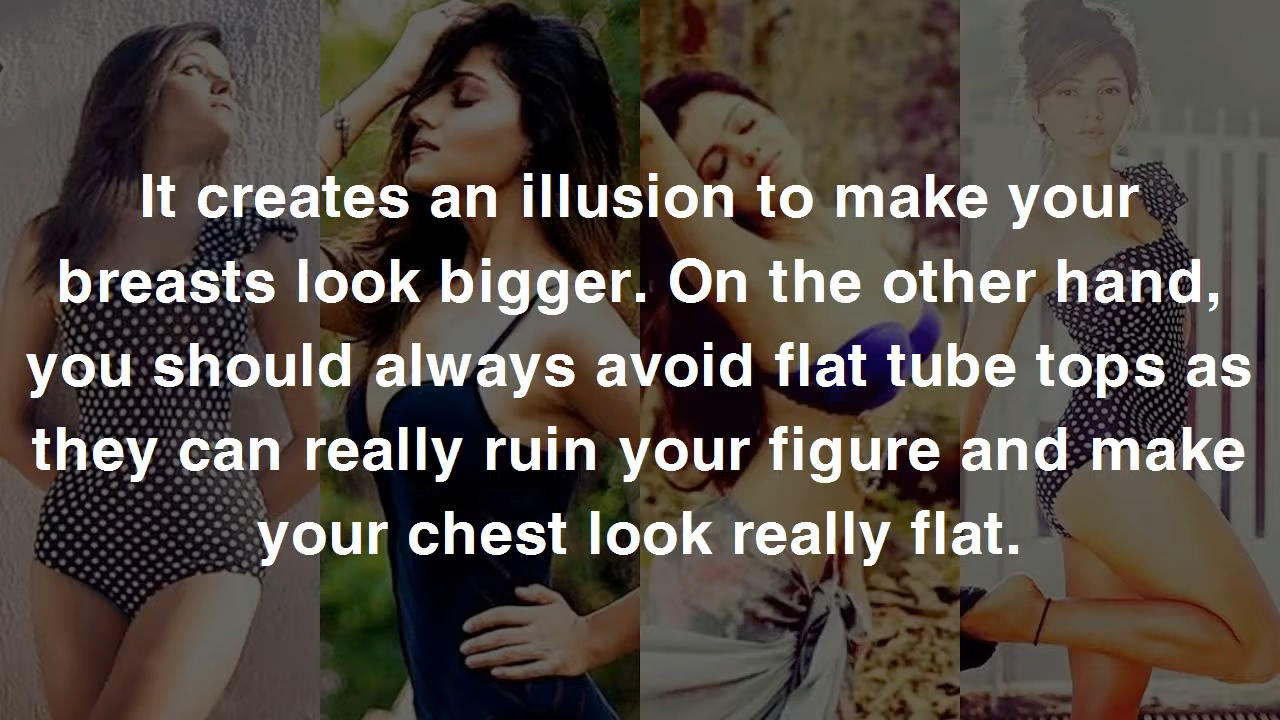 It creates an illusion to make your
breasts look bigger. On the other hand,
you should always avoid flat tube tops as
they can really ruin your figure and make
your chest look really flat.